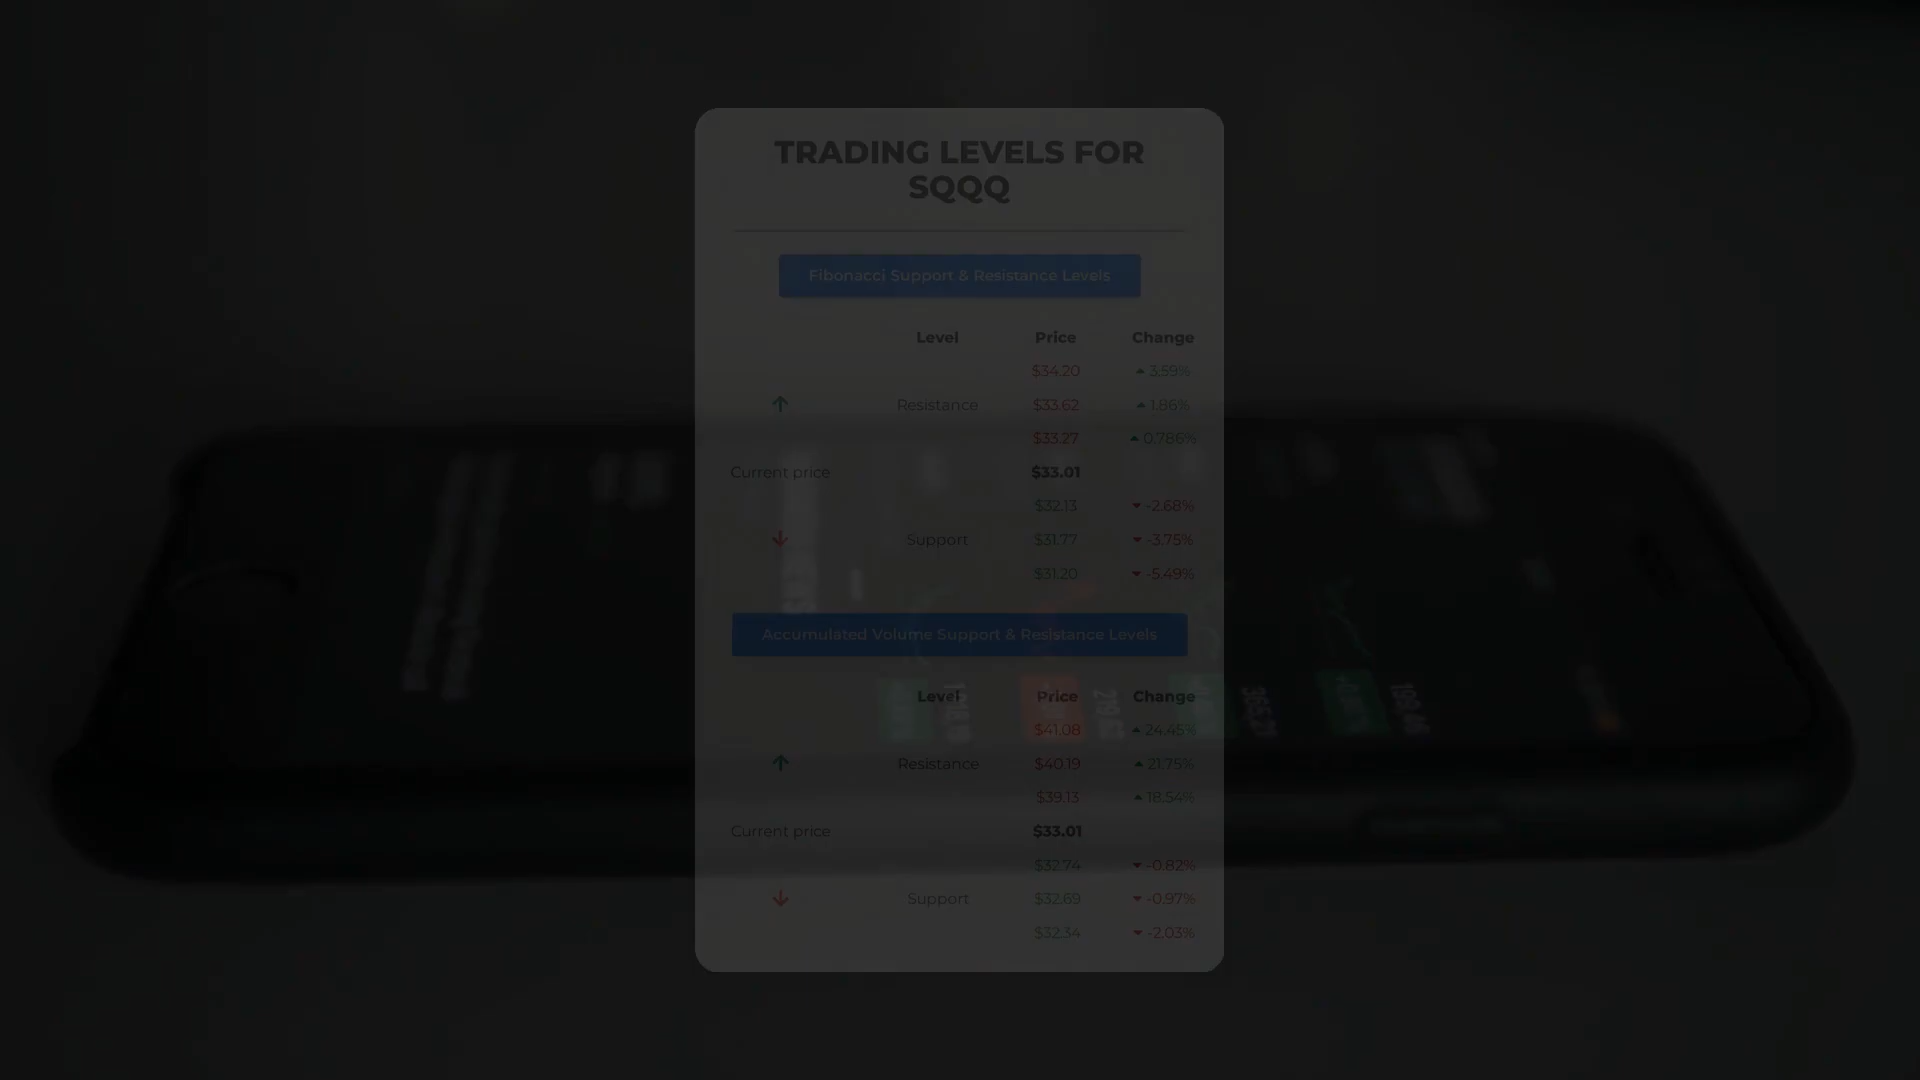 TRADING LEVELS FOR
SQQQ
Fibonacci Support & Resistance Levels
Level Price Change
$34.20 3.59%
Resistance $33.62 1.86%
$33.27 0.786%
Current price $33.01
$32.13 -2.68%
Support $31.77 -3.75%
$31.20 -5.49%
Accumulated Volume Support & Resistance Levels
Level Price Change
$41.08 24.45%
Resistance $40.19 21.75%
$39.13 18.54%
Current price $33.01
$32.74 -0.82%
Support $32.69 -0.97%
$32.34 -2.03%